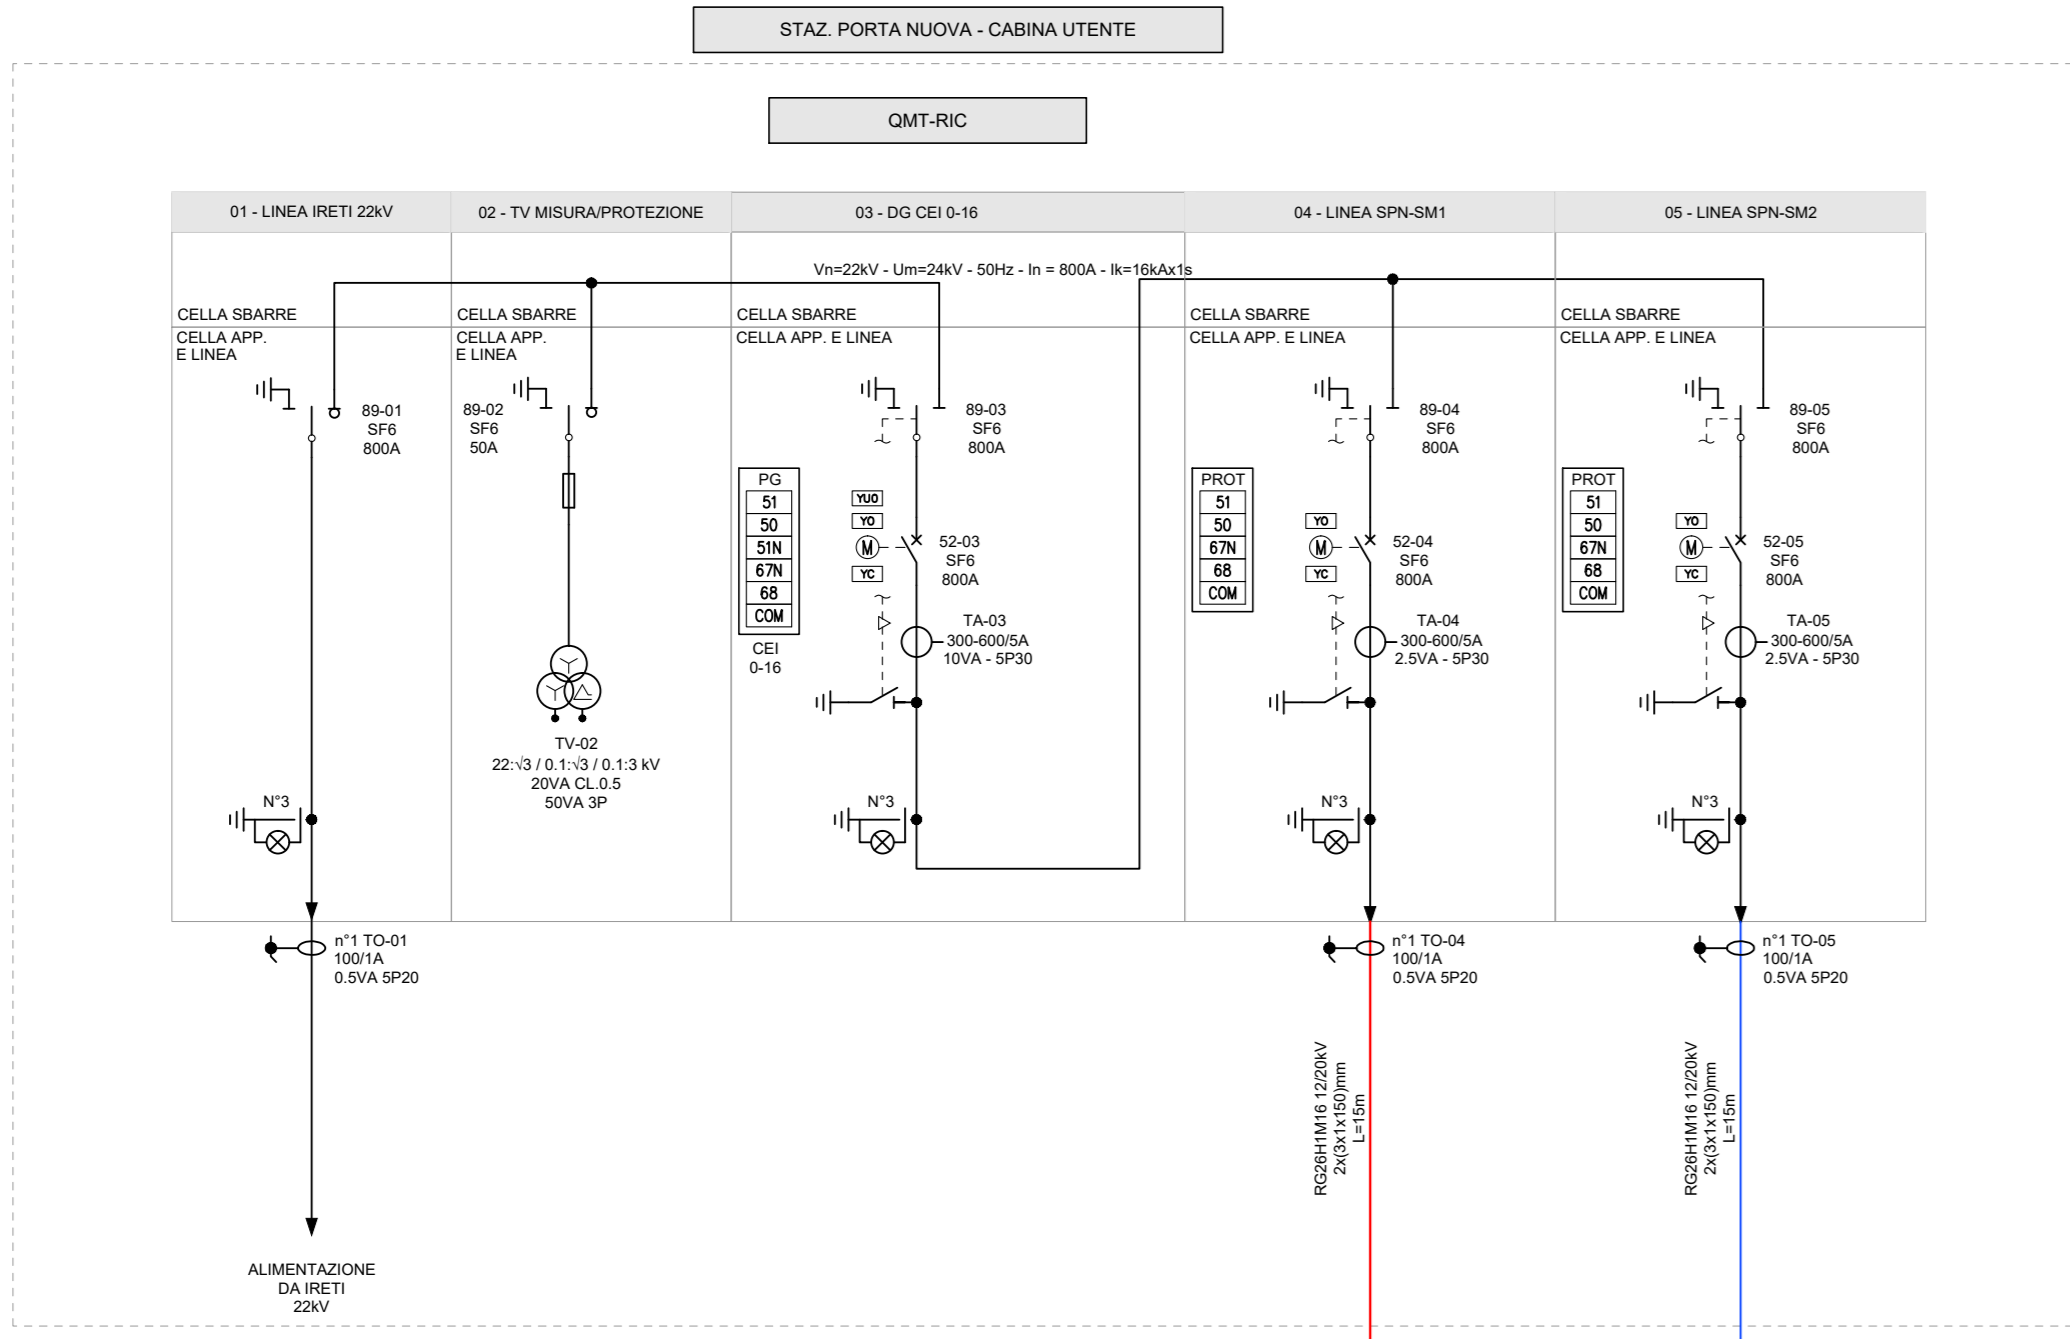 STAZ. PORTA NUOVA - CABINA UTENTE
QMT-RIC
01 - LINEA IRETI 22kV
02 - TV MISURA/PROTEZIONE
03 - DG CEI 0-16
04 - LINEA SPN-SM1
05 - LINEA SPN-SM2
Vn=22kV - Um=24kV - 50Hz - In = 800A - Ik=16kAx1s
CELLA SBARRE
CELLA SBARRE
CELLA SBARRE
CELLA SBARRE
CELLA SBARRE
CELLA APP.
E LINEA
CELLA APP.
E LINEA
CELLA APP. E LINEA
CELLA APP. E LINEA
CELLA APP. E LINEA
89-01
SF6
800A
89-02
SF6
50A
89-03
SF6
800A
89-04
SF6
800A
89-05
SF6
800A
PG
51
50
51N
67N
68
COM
CEI
0-16
YUO
YO
M
YC
52-03
SF6
800A
TA-03
300-600/5A
10VA - 5P30
PROT
51
50
67N
68
COM
YO
M
YC
52-04
SF6
800A
TA-04
300-600/5A
2.5VA - 5P30
PROT
51
50
67N
68
COM
YO
M
YC
52-05
SF6
800A
TA-05
300-600/5A
2.5VA - 5P30
TV-02
22:√3 / 0.1:√3 / 0.1:3 kV
20VA CL.0.5
50VA 3P
N°3
N°3
N°3
N°3
n°1 TO-01
100/1A
0.5VA 5P20
n°1 TO-04
100/1A
0.5VA 5P20
n°1 TO-05
100/1A
0.5VA 5P20
RG26H1M16 12/20kV
2x(3x1x150)mm
L=15m
RG26H1M16 12/20kV
2x(3x1x150)mm
L=15m
ALIMENTAZIONE
DA IRETI
22kV